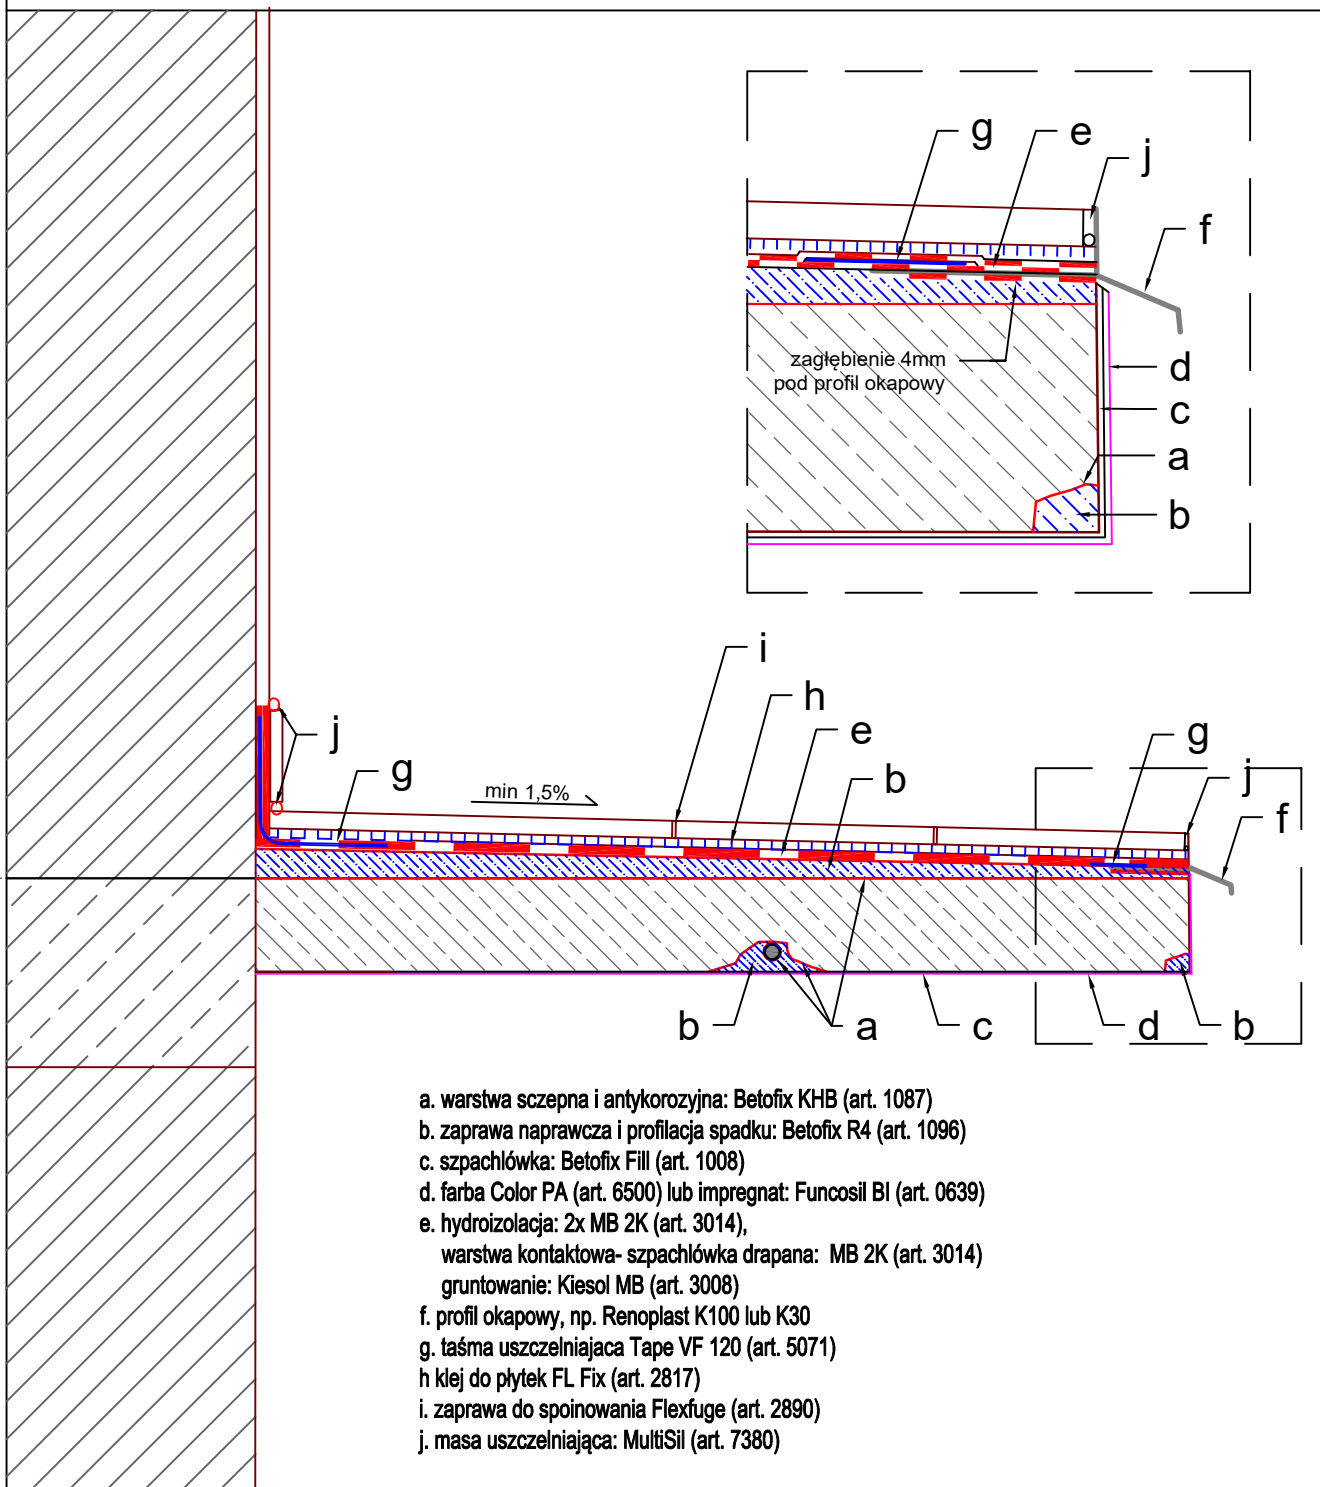 g
e
j
f
zagłębienie 4mm
pod profil okapowy
d
c
a
b
i
h
j
e
g
g
b
j
min 1,5%
f
b
a
c
d
b
a. warstwa sczepna i antykorozyjna: Betofix KHB (art. 1087)
b. zaprawa naprawcza i profilacja spadku: Betofix R4 (art. 1096)
c. szpachlówka: Betofix Fill (art. 1008)
d. farba Color PA (art. 6500) lub impregnat: Funcosil BI (art. 0639)
e. hydroizolacja: 2x MB 2K (art. 3014),
warstwa kontaktowa- szpachlówka drapana: MB 2K (art. 3014)
gruntowanie: Kiesol MB (art. 3008)
f. profil okapowy, np. Renoplast K100 lub K30
g. taśma uszczelniajaca Tape VF 120 (art. 5071)
h klej do płytek FL Fix (art. 2817)
i. zaprawa do spoinowania Flexfuge (art. 2890)
j. masa uszczelniająca: MultiSil (art. 7380)